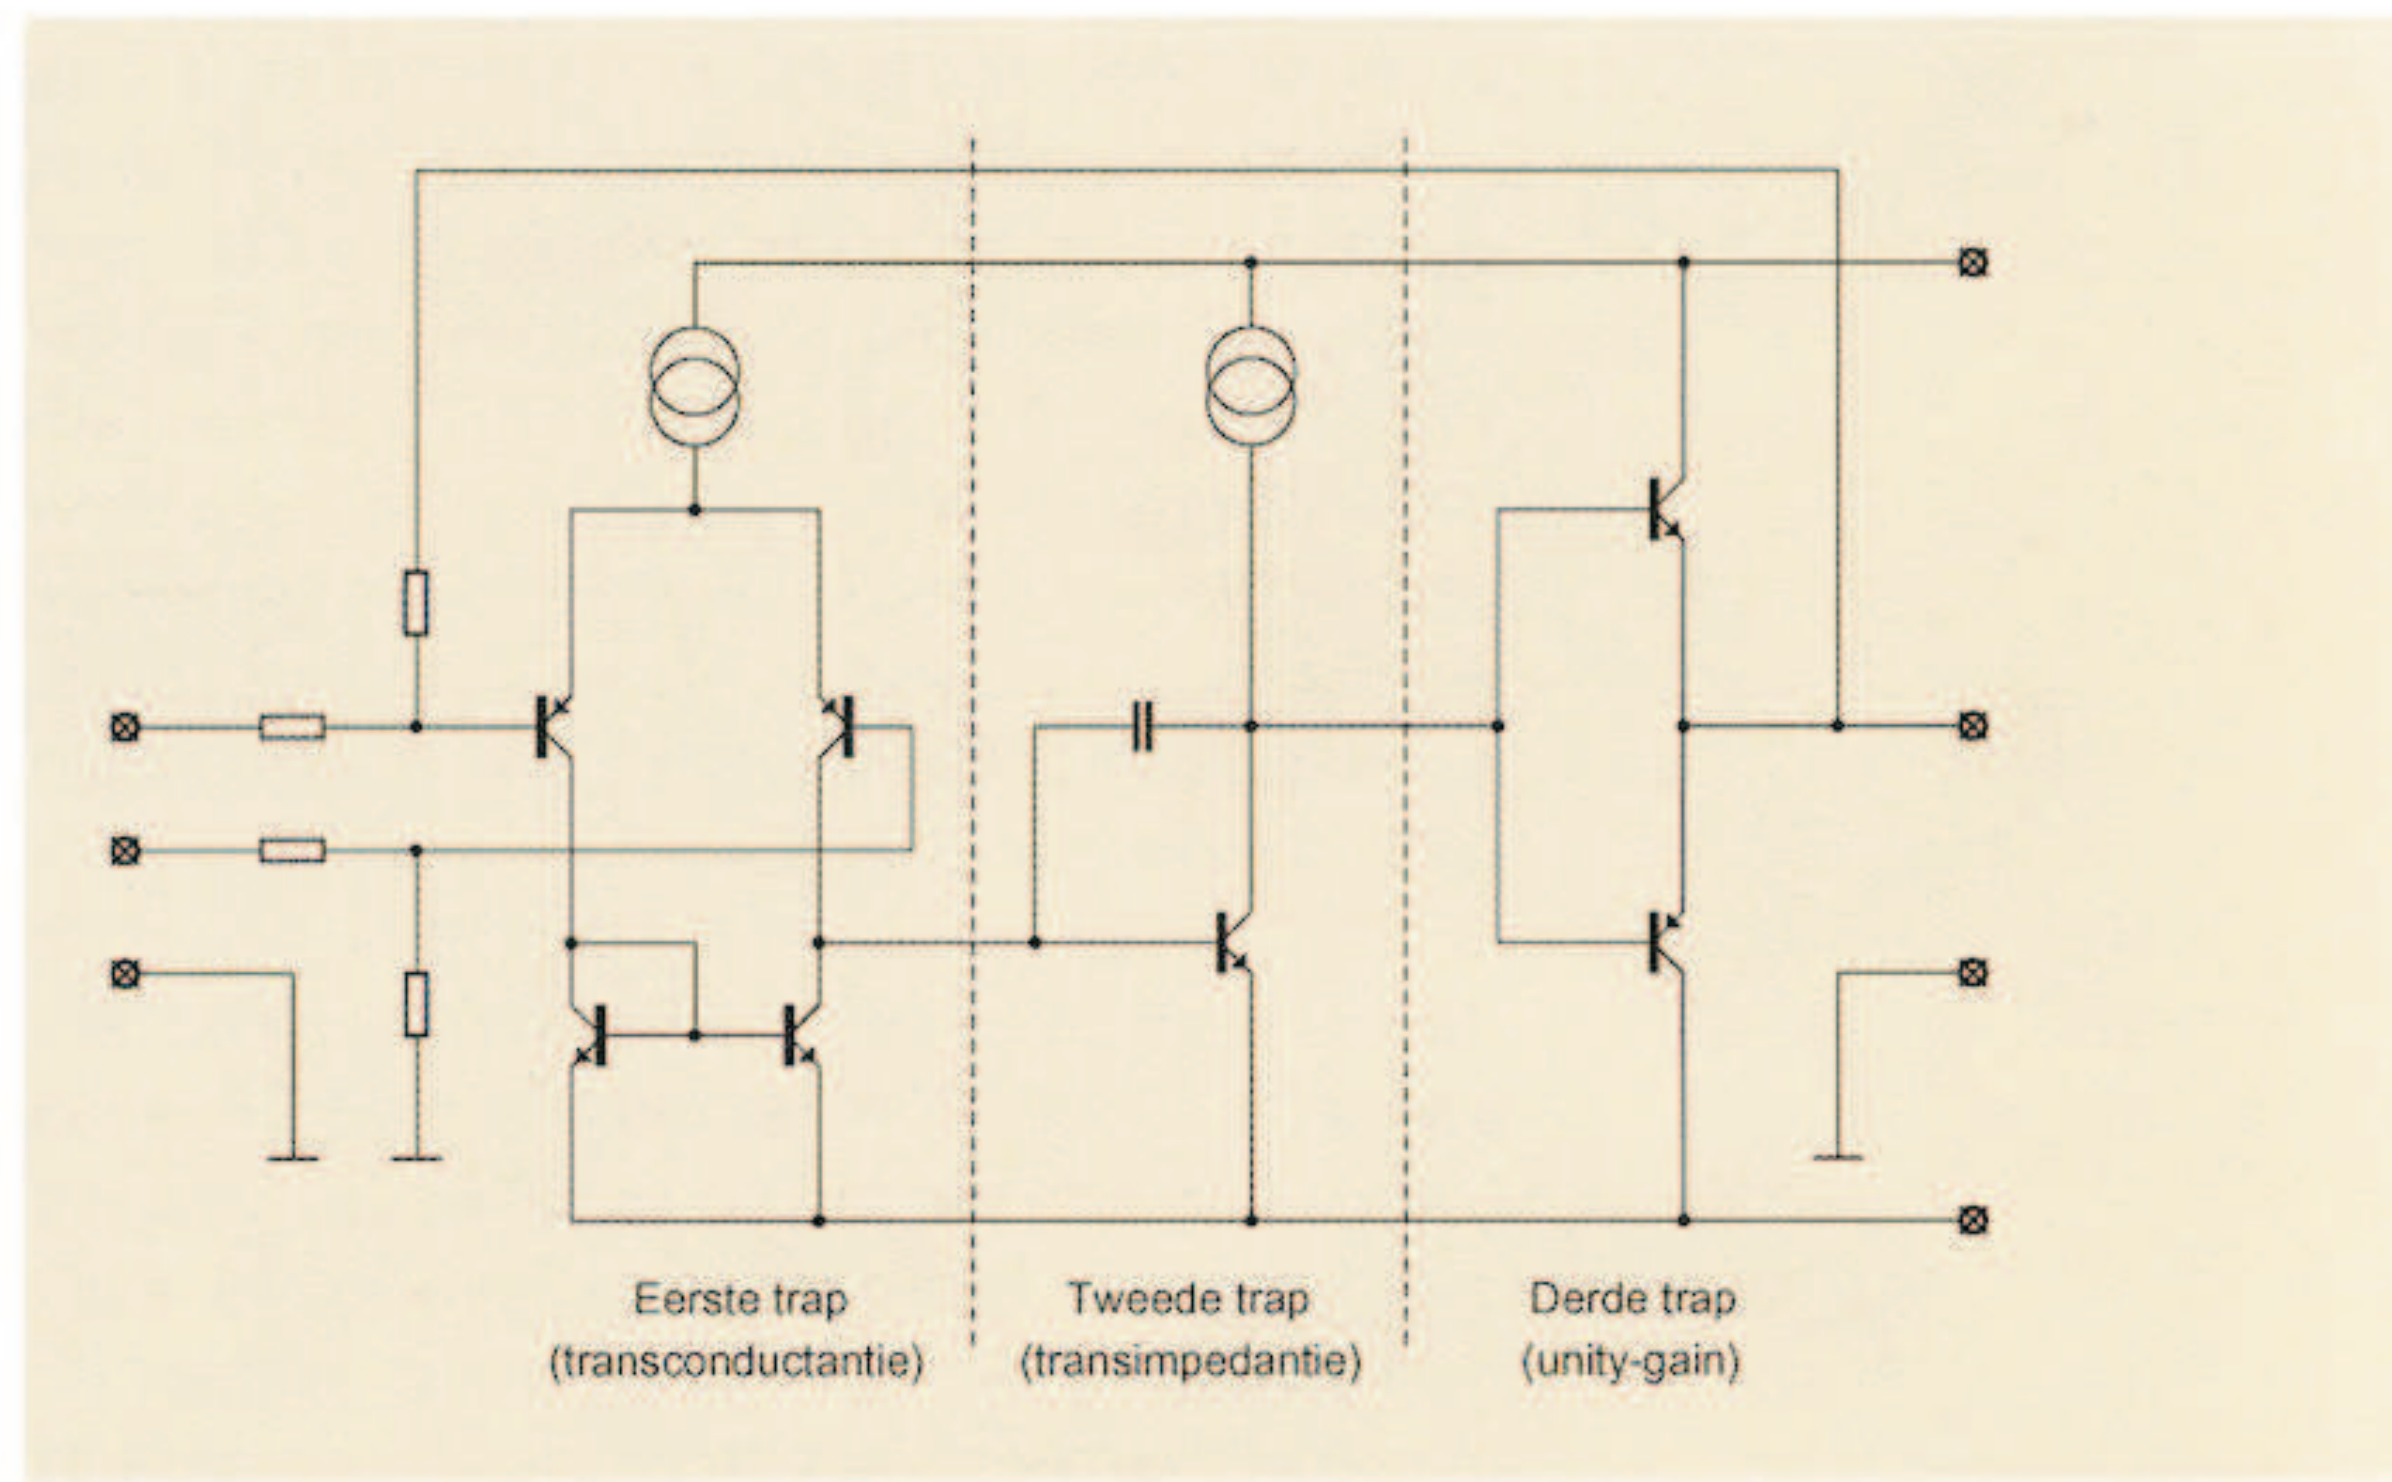 Eerste trap
(transconductantie)
Tweede trap
(transimpedantie)
Derde trap
(unity-gain)